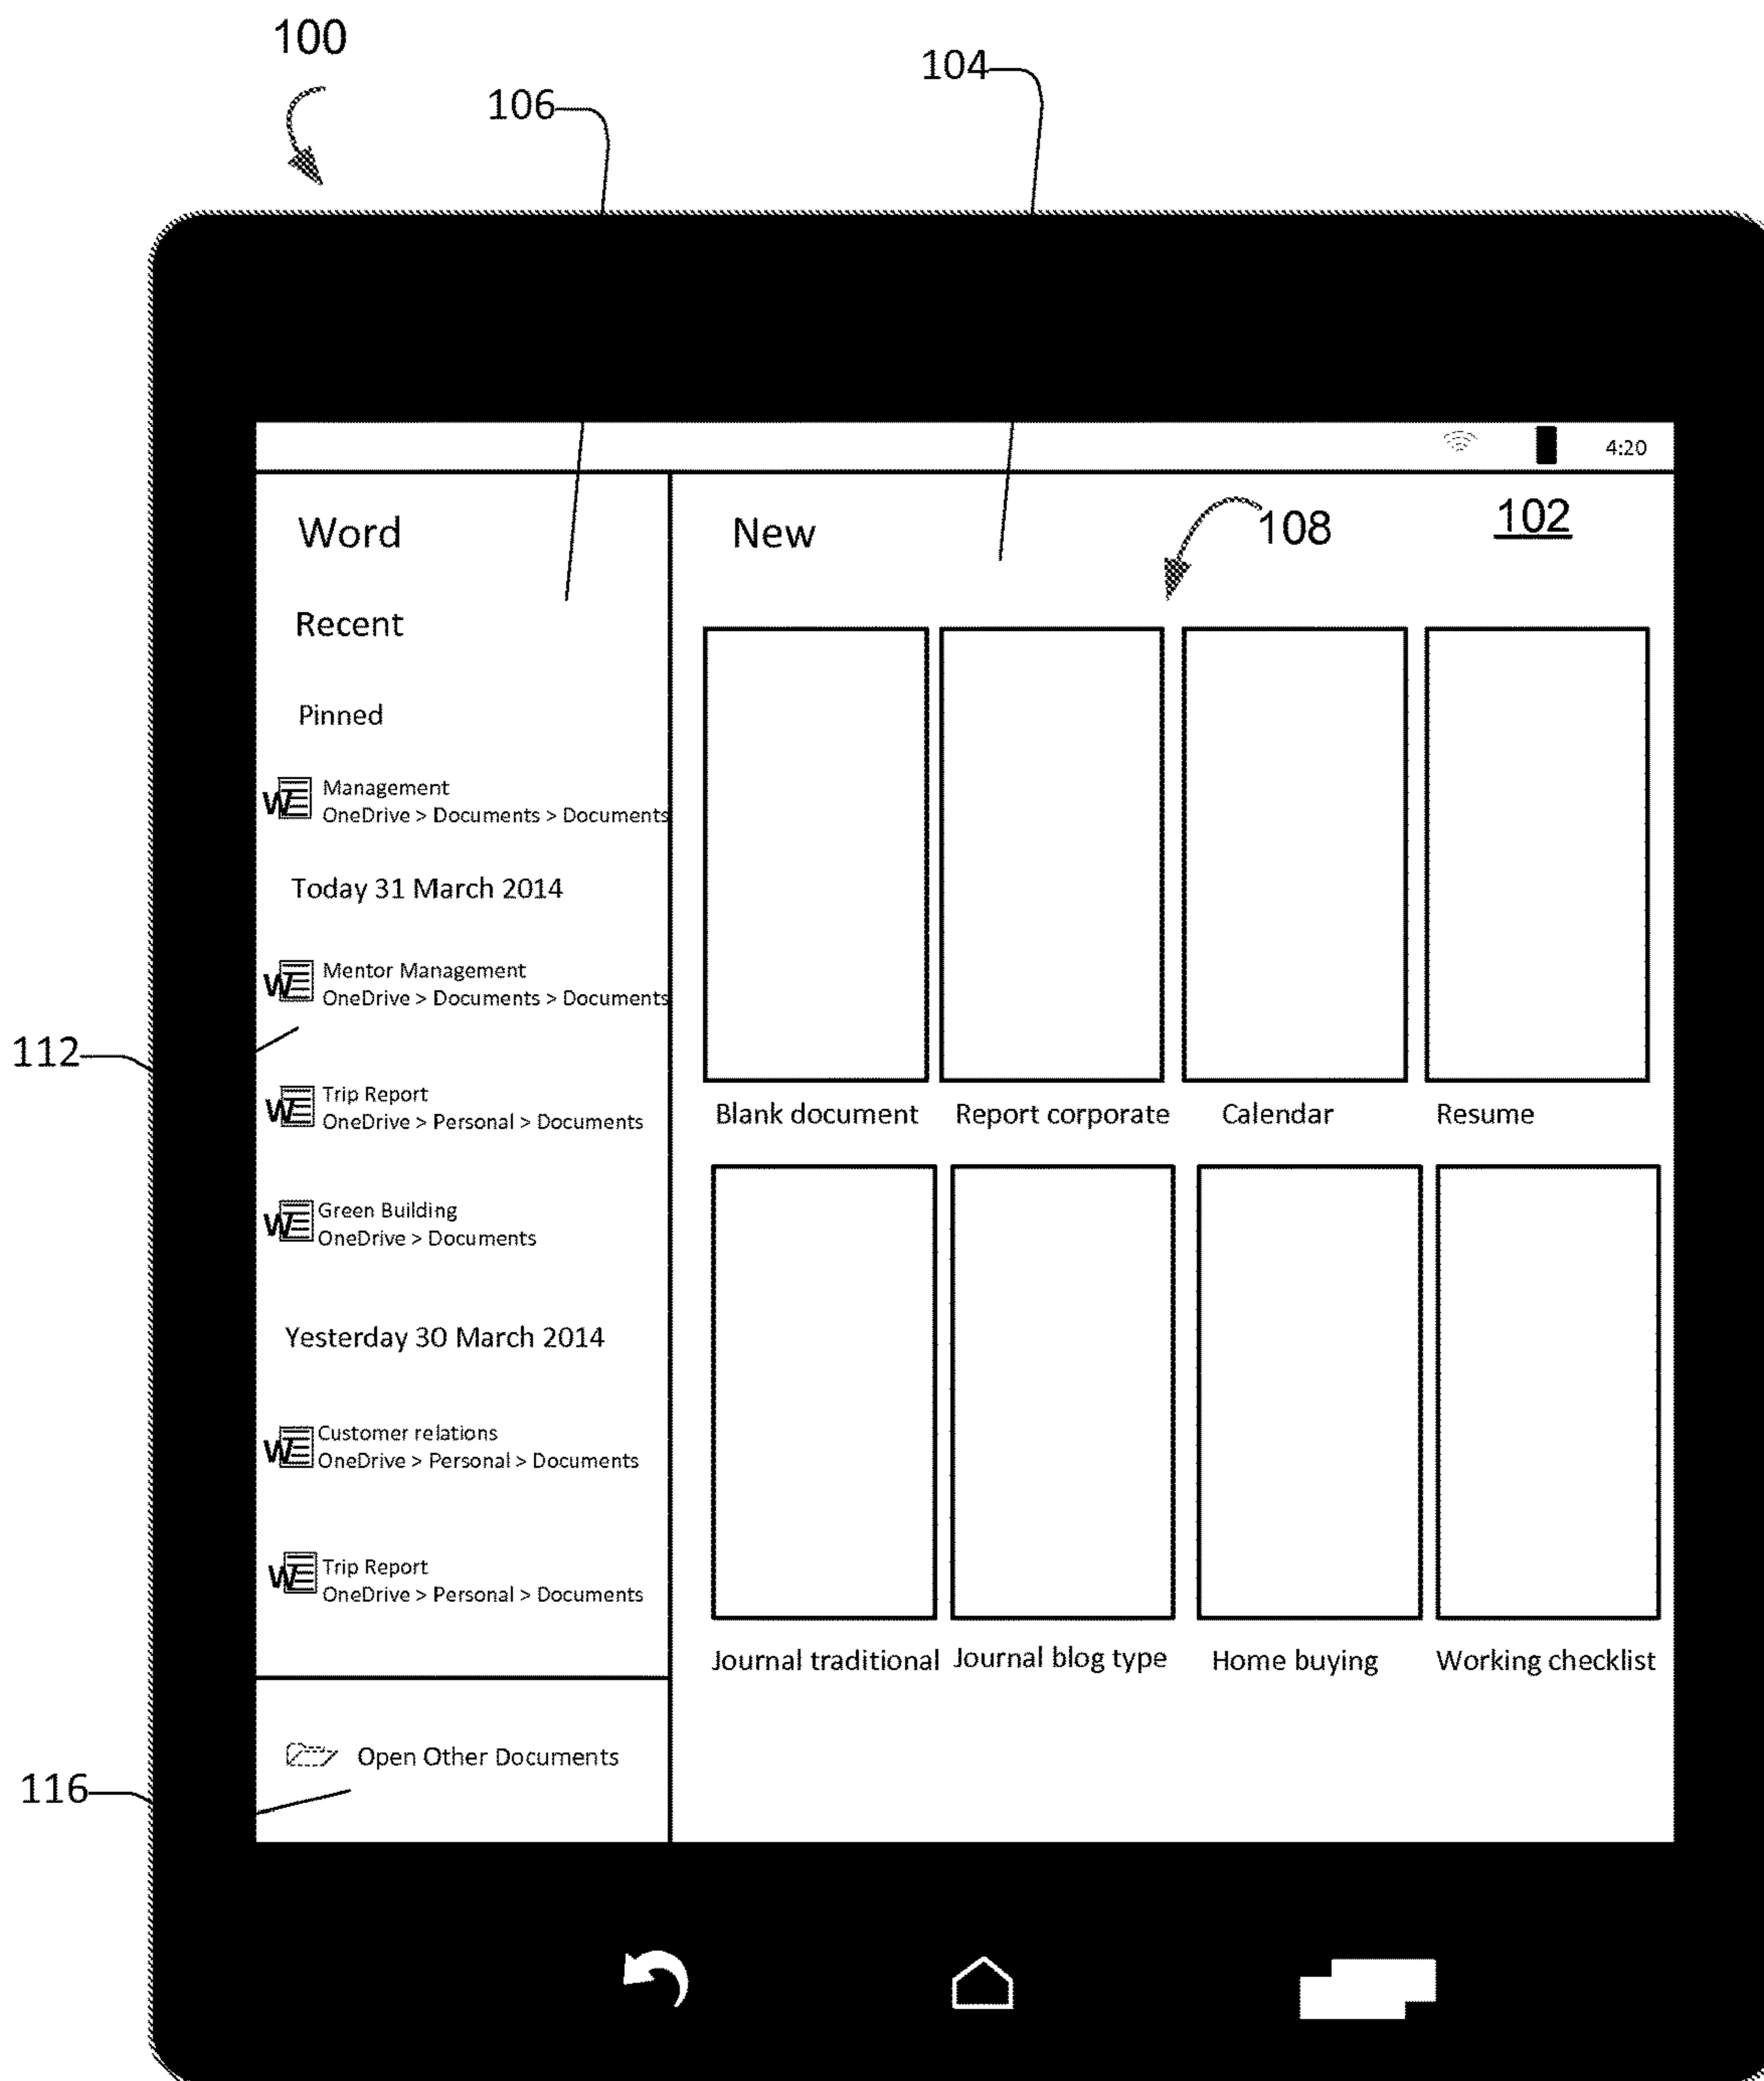 100
104
106
4:20
Word
New
108
102
Recent
Pinned
W
Management
OneDrive > Documents > Documents
Today 31 March 2014
W
Mentor Management
OneDrive > Documents > Documents
112
W
Trip Report
OneDrive > Personal > Documents
W
Green Building
OneDrive > Documents
Yesterday 30 March 2014
W
Customer relations
OneDrive > Personal > Documents
W
Trip Report
OneDrive > Personal > Documents
Blank document
Report corporate
Calendar
Resume
Journal traditional
Journal blog type
Home buying
Working checklist
Open Other Documents
116